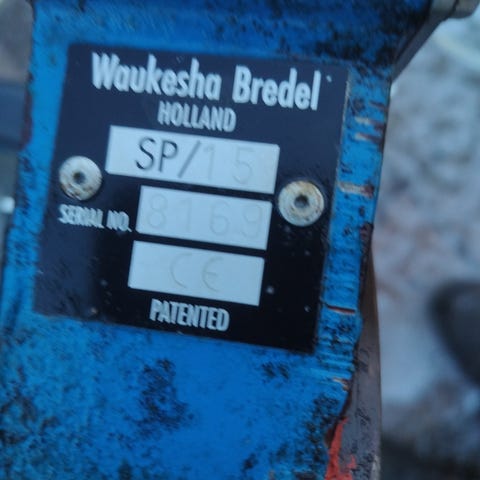 Waukesha Bredel
HOLLAND
SP/15
SERIAL NO. 8169
CE
PATENTED